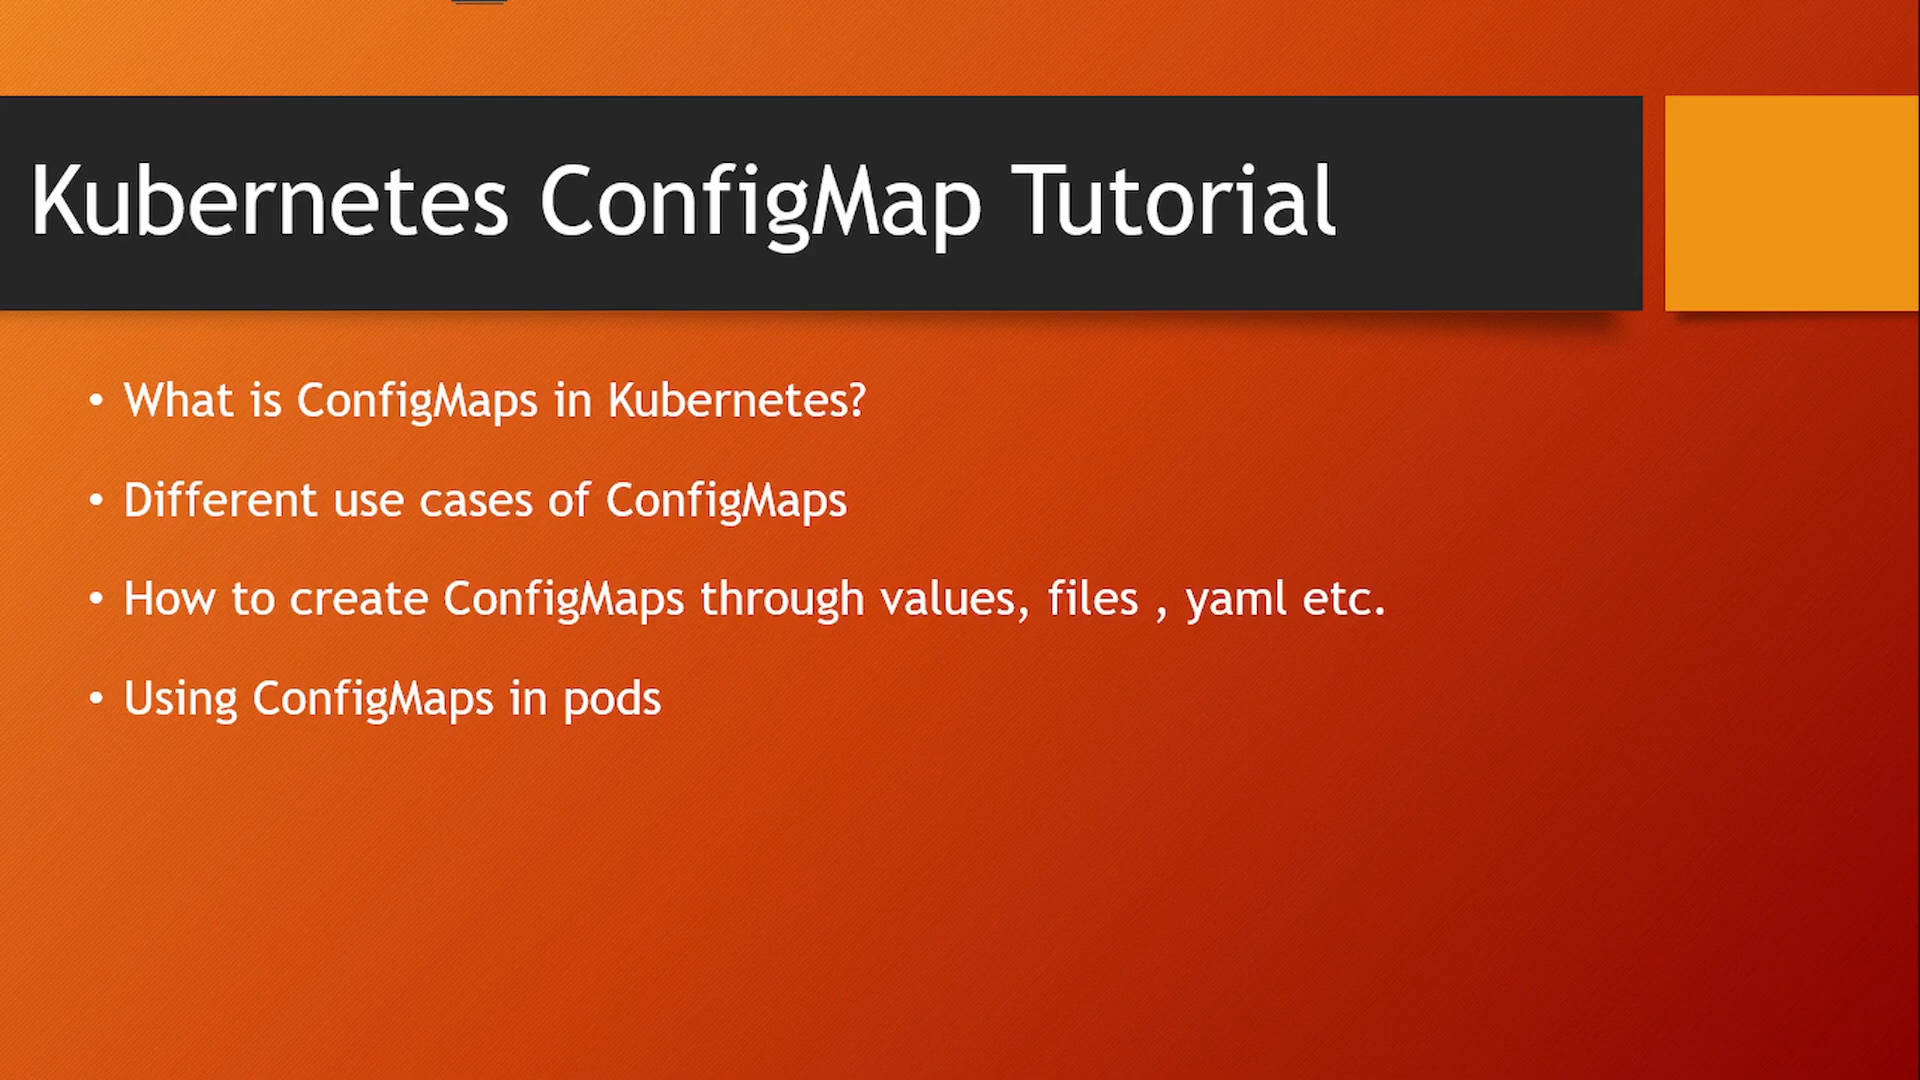 Kubernetes ConfigMap Tutorial
• What is ConfigMaps in Kubernetes?
• Different use cases of ConfigMaps
• How to create ConfigMaps through values, files , yaml etc.
• Using ConfigMaps in pods